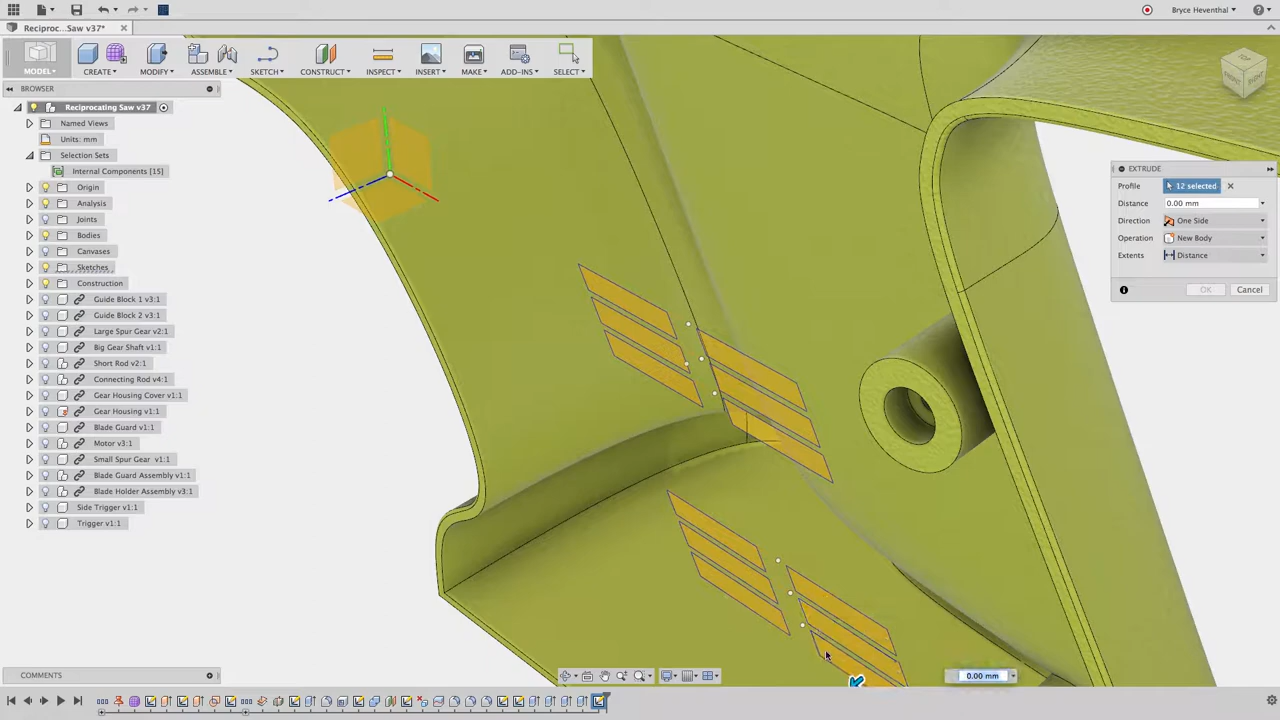 Bryce Heventhal
Reciproc...Saw v37*
MODEL
CREATE
MODIFY
ASSEMBLE
SKETCH
CONSTRUCT
INSPECT
INSERT
MAKE
ADD-INS
SELECT
TOP
FRONT
RIGHT
BROWSER
Reciprocating Saw v37
Named Views
Units: mm
Selection Sets
Internal Components [15]
Origin
Analysis
Joints
Bodies
Canvases
Sketches
Construction
Guide Block 1 v3:1
Guide Block 2 v3:1
Large Spur Gear v2:1
Big Gear Shaft v1:1
Short Rod v2:1
Connecting Rod v4:1
Gear Housing Cover v1:1
Gear Housing v1:1
Blade Guard v1:1
Motor v3:1
Small Spur Gear v1:1
Blade Guard Assembly v1:1
Blade Holder Assembly v3:1
Side Trigger v1:1
Trigger v1:1
EXTRUDE
Profile 12 selected
Distance 0.00 mm
Direction One Side
Operation New Body
Extents Distance
OK Cancel
COMMENTS
0.00 mm